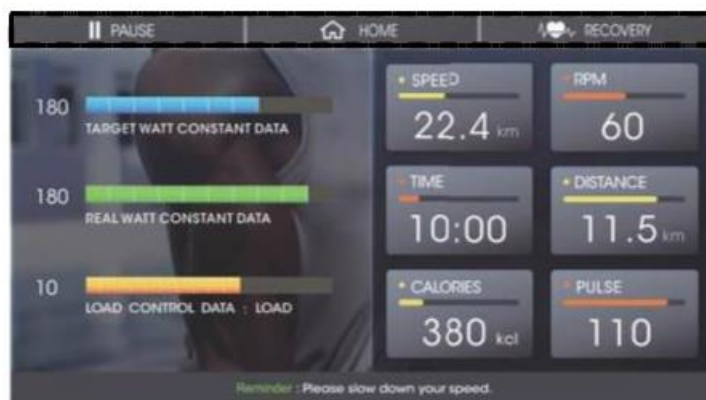 PAUSE
HOME
RECOVERY
180
TARGET WATT CONSTANT DATA
180
REAL WATT CONSTANT DATA
10
LOAD CONTROL DATA : LOAD
SPEED
22.4 km
RPM
60
TIME
10:00
DISTANCE
11.5 km
CALORIES
380 kcl
PULSE
110
Reminder : Please slow down your speed.